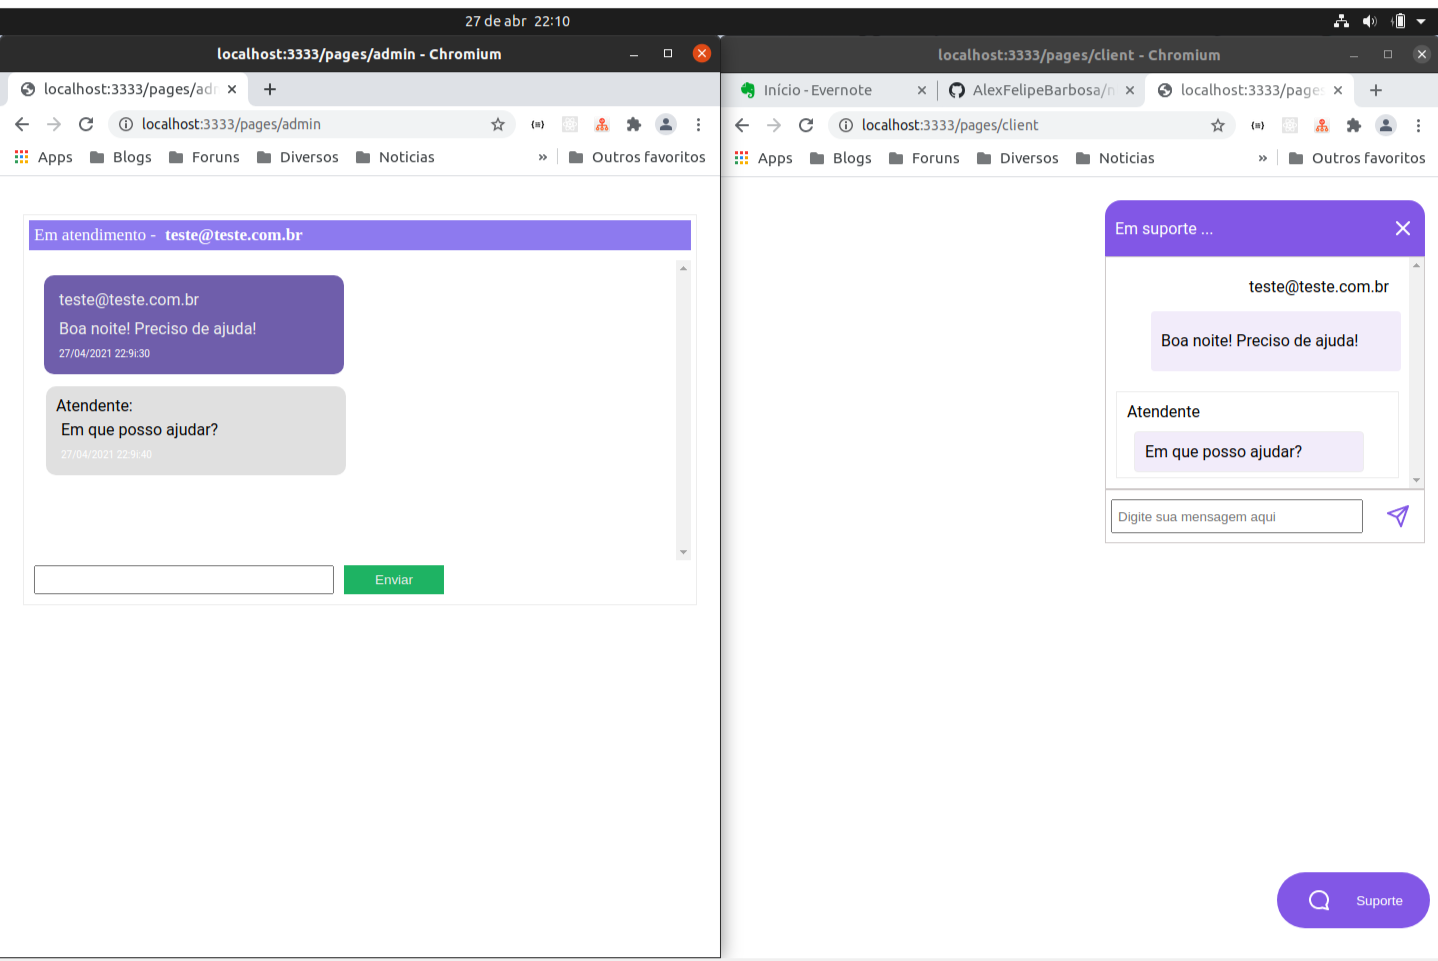 27 de abr 22:10
localhost:3333/pages/admin - Chromium
localhost:3333/pages/adm
localhost:3333/pages/admin
Apps Blogs Foruns Diversos Noticias » Outros favoritos
Em atendimento - teste@teste.com.br
teste@teste.com.br
Boa noite! Preciso de ajuda!
27/04/2021 22:9i:30
Atendente:
Em que posso ajudar?
27/04/2021 22:9i:40
Enviar
localhost:3333/pages/client - Chromium
Início - Evernote
AlexFelipeBarbosa/n
localhost:3333/pages
localhost:3333/pages/client
Apps Blogs Foruns Diversos Noticias » Outros favoritos
Em suporte ...
teste@teste.com.br
Boa noite! Preciso de ajuda!
Atendente
Em que posso ajudar?
Digite sua mensagem aqui
Suporte